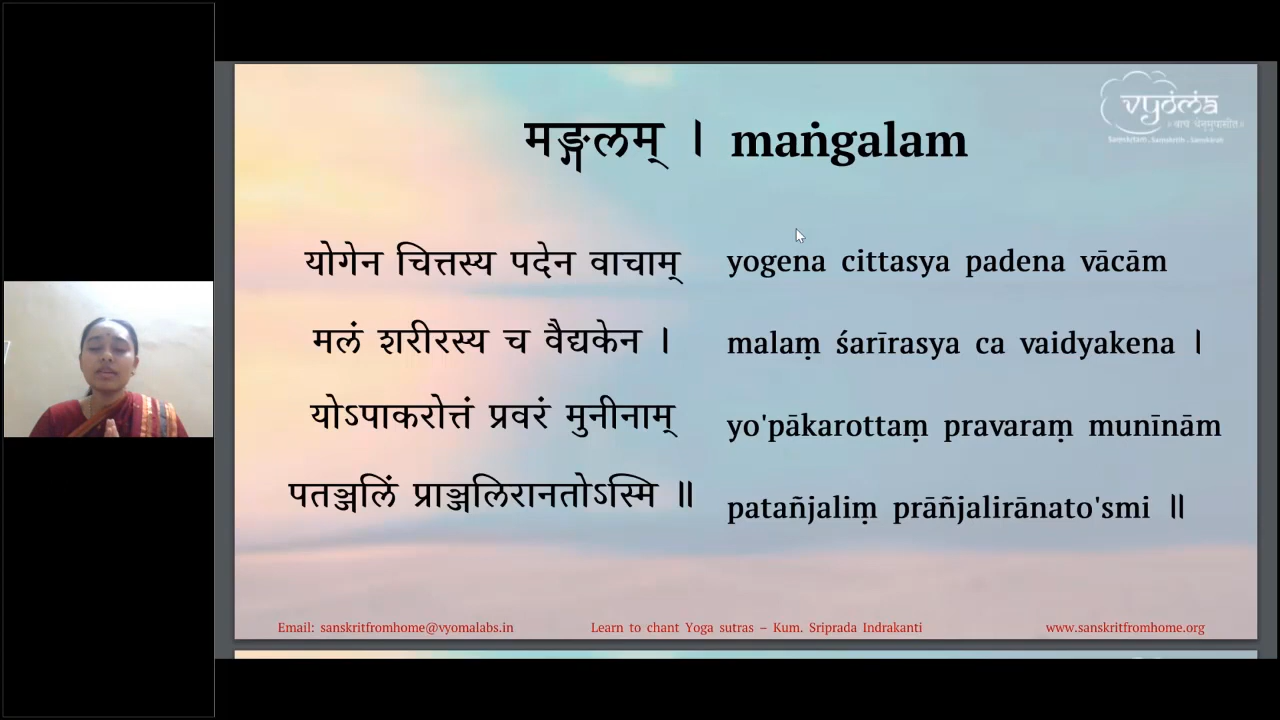 vyoma
मङ्गलम् । maṅgalam
योगेन चित्तस्य पदेन वाचाम्
मलं शरीरस्य च वैद्यकेन ।
योऽपाकरोत्तं प्रवरं मुनीनाम्
पतञ्जलिं प्राञ्जलिरानतोऽस्मि ॥
yogena cittasya padena vācām
malaṃ śarīrasya ca vaidyakena ।
yo'pākarottaṃ pravaraṃ munīnām
patañjaliṃ prāñjalirānato'smi ॥
Email: sanskritfromhome@vyomalabs.in
Learn to chant Yoga sutras – Kum. Sriprada Indrakanti
www.sanskritfromhome.org